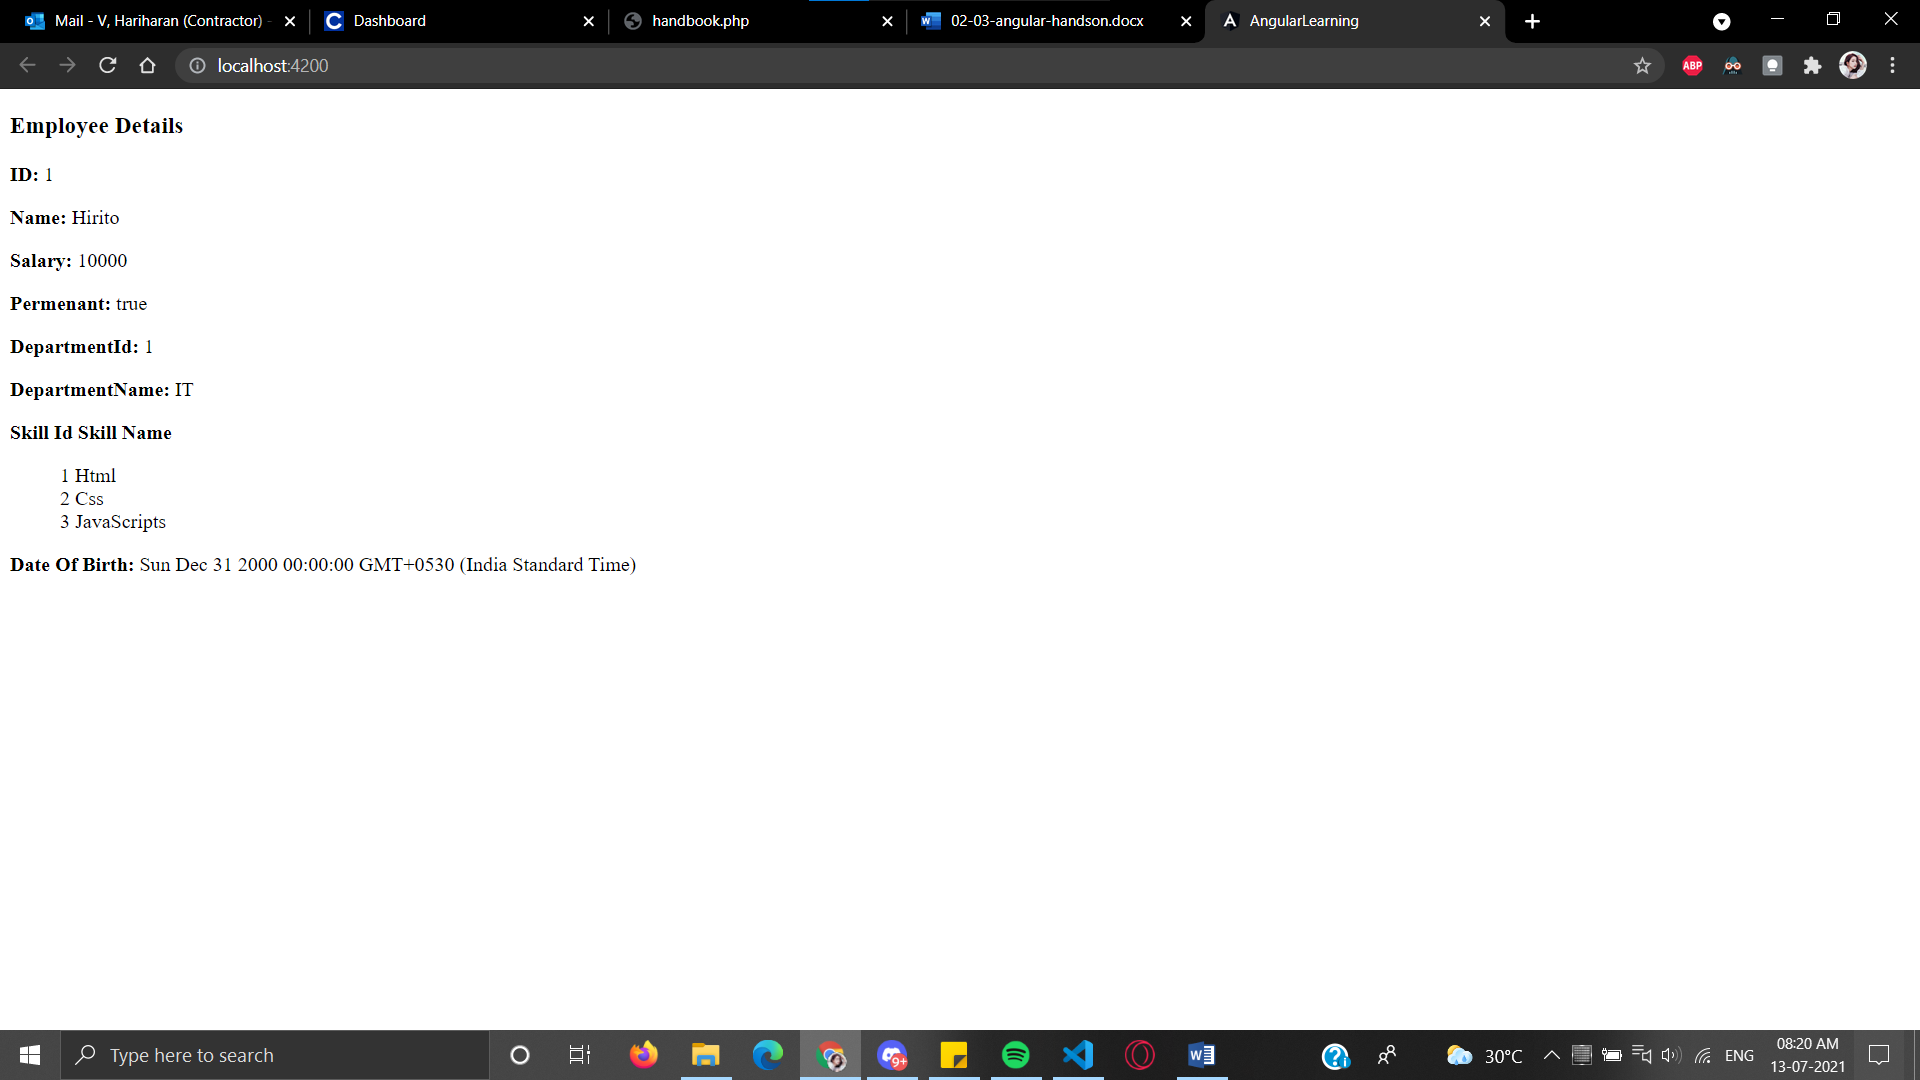 Mail - V, Hariharan (Contractor) -
Dashboard
handbook.php
02-03-angular-handson.docx
AngularLearning
localhost:4200
ABP
Employee Details
ID: 1
Name: Hirito
Salary: 10000
Permenant: true
DepartmentId: 1
DepartmentName: IT
Skill Id Skill Name
1 Html
2 Css
3 JavaScripts
Date Of Birth: Sun Dec 31 2000 00:00:00 GMT+0530 (India Standard Time)
Type here to search
9+
30°C
ENG
08:20 AM
13-07-2021